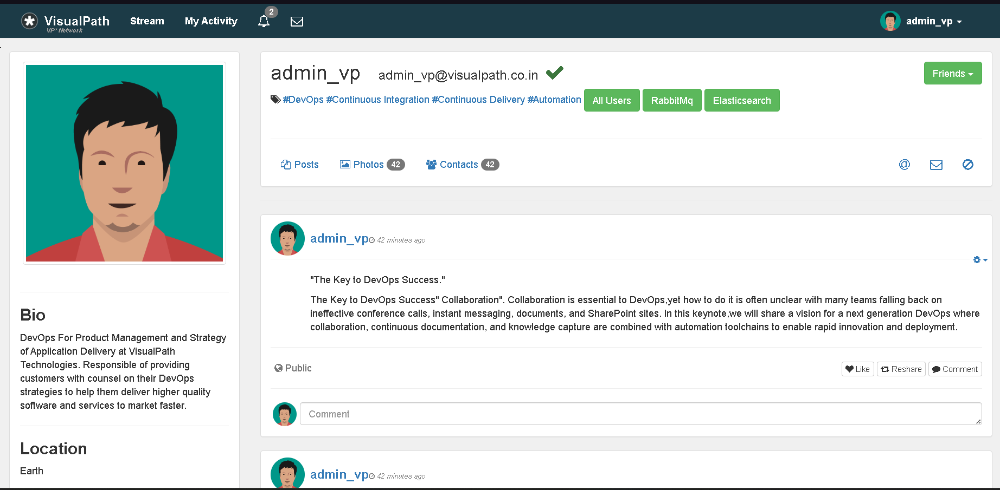 VisualPath
VP* Network
Stream
My Activity
2
admin_vp
admin_vp admin_vp@visualpath.co.in
Friends
#DevOps #Continuous Integration #Continuous Delivery #Automation All Users RabbitMq Elasticsearch
Posts Photos 42 Contacts 42 @
admin_vp 42 minutes ago
"The Key to DevOps Success."
The Key to DevOps Success" Collaboration". Collaboration is essential to DevOps,yet how to do it is often unclear with many teams falling back on
ineffective conference calls, instant messaging, documents, and SharePoint sites. In this keynote,we will share a vision for a next generation DevOps where
collaboration, continuous documentation, and knowledge capture are combined with automation toolchains to enable rapid innovation and deployment.
Public
Like Reshare Comment
Comment
admin_vp 42 minutes ago
Bio
DevOps For Product Management and Strategy
of Application Delivery at VisualPath
Technologies. Responsible of providing
customers with counsel on their DevOps
strategies to help them deliver higher quality
software and services to market faster.
Location
Earth